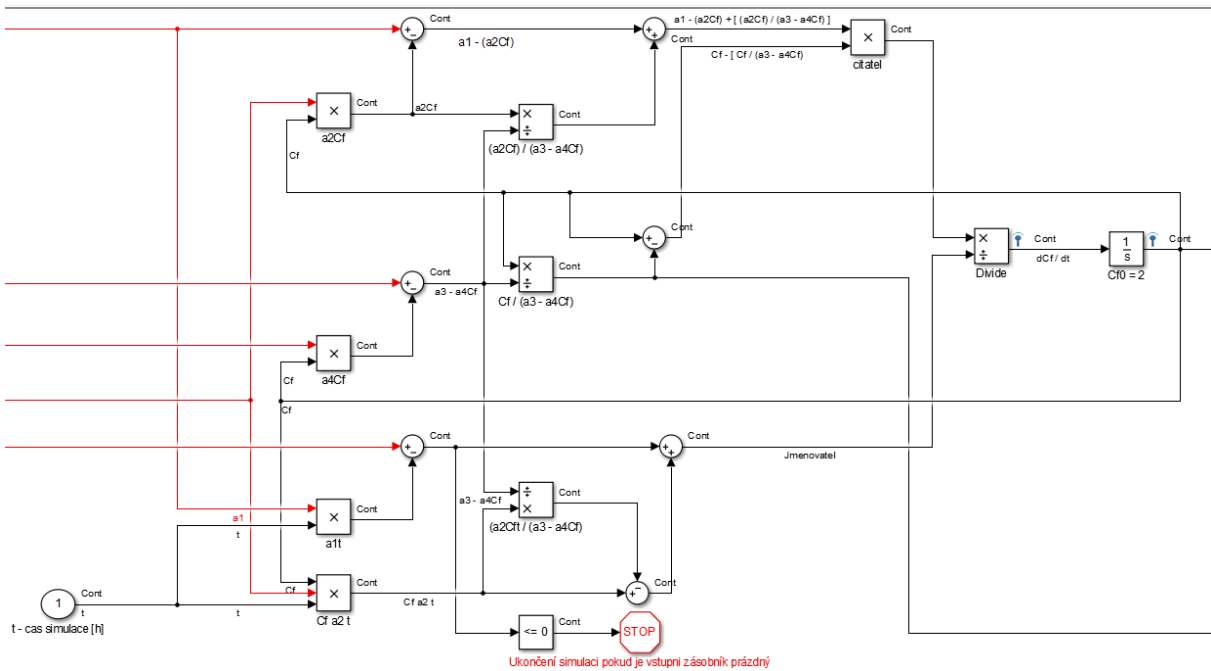 Cont
a1 - (a2Cf)
a1 - (a2Cf) + [ (a2Cf) / (a3 - a4Cf) ]
Cont
Cf - [ Cf / (a3 - a4Cf)
+
-
+
+
×
Cont
citatel
×
Cont
a2Cf
a2Cf
Cf
×
÷
Cont
(a2Cf) / (a3 - a4Cf)
+
-
Cont
×
÷
Cont
Divide
dCf / dt
1
s
Cont
Cf0 = 2
+
-
Cont
a3 - a4Cf
×
÷
Cont
Cf / (a3 - a4Cf)
×
Cont
a4Cf
Cf
Cf
+
-
Cont
+
+
Cont
Jmenovatel
a3 - a4Cf
÷
×
Cont
(a2Cft / (a3 - a4Cf)
a1
t
×
Cont
a1t
1
Cont
t
t - cas simulace [h]
t
Cf
×
Cont
Cf a2 t
Cf a2 t
-
+
Cont
<= 0
Cont
STOP
Ukončení simulaci pokud je vstupni zásobník prázdný